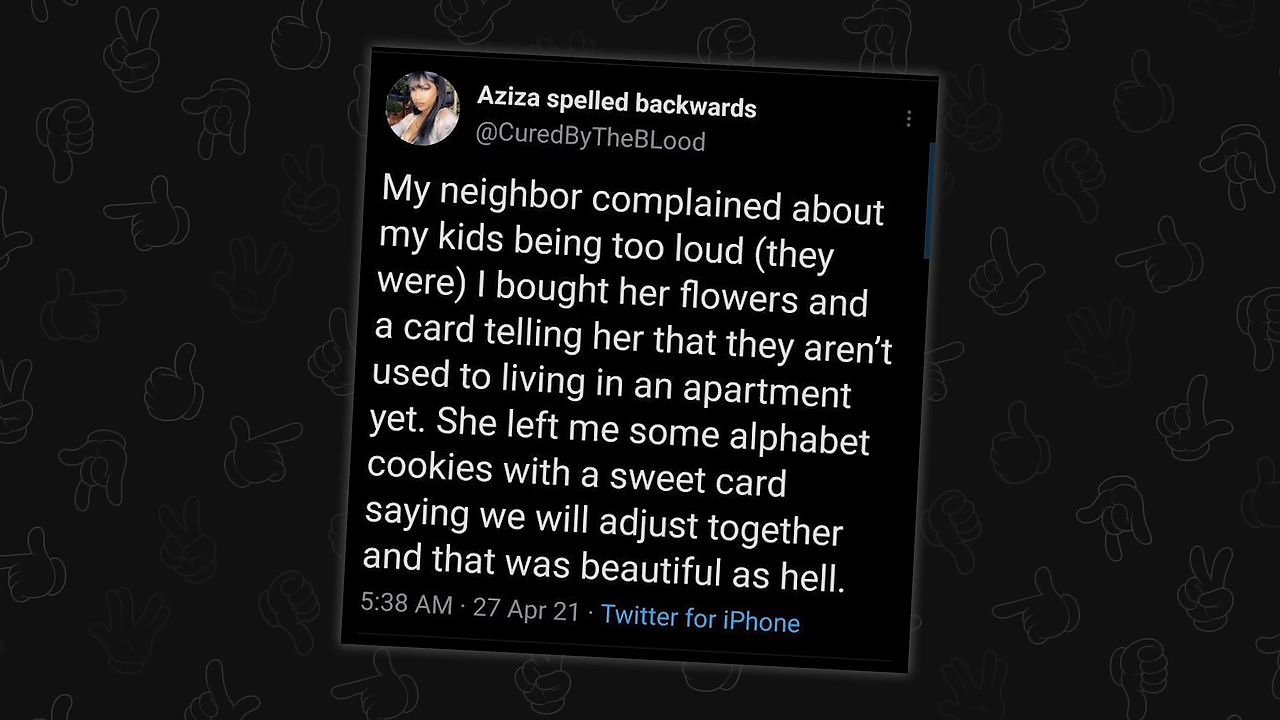 Aziza spelled backwards
@CuredByTheBLood
My neighbor complained about
my kids being too loud (they
were) I bought her flowers and
a card telling her that they aren’t
used to living in an apartment
yet. She left me some alphabet
cookies with a sweet card
saying we will adjust together
and that was beautiful as hell.
5:38 AM · 27 Apr 21 · Twitter for iPhone